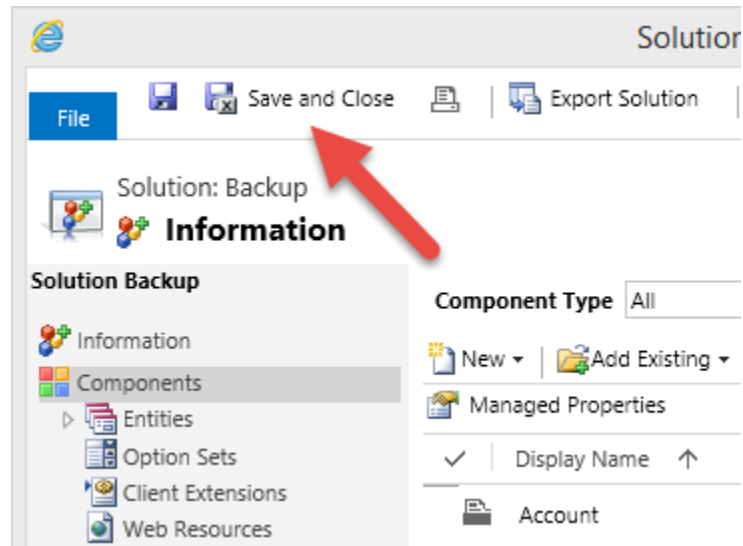 Solution
File
Save and Close
Export Solution
Solution: Backup
Information
Solution Backup
Component Type All
Information
New
Add Existing
Components
Managed Properties
Entities
Option Sets
Display Name
Client Extensions
Account
Web Resources